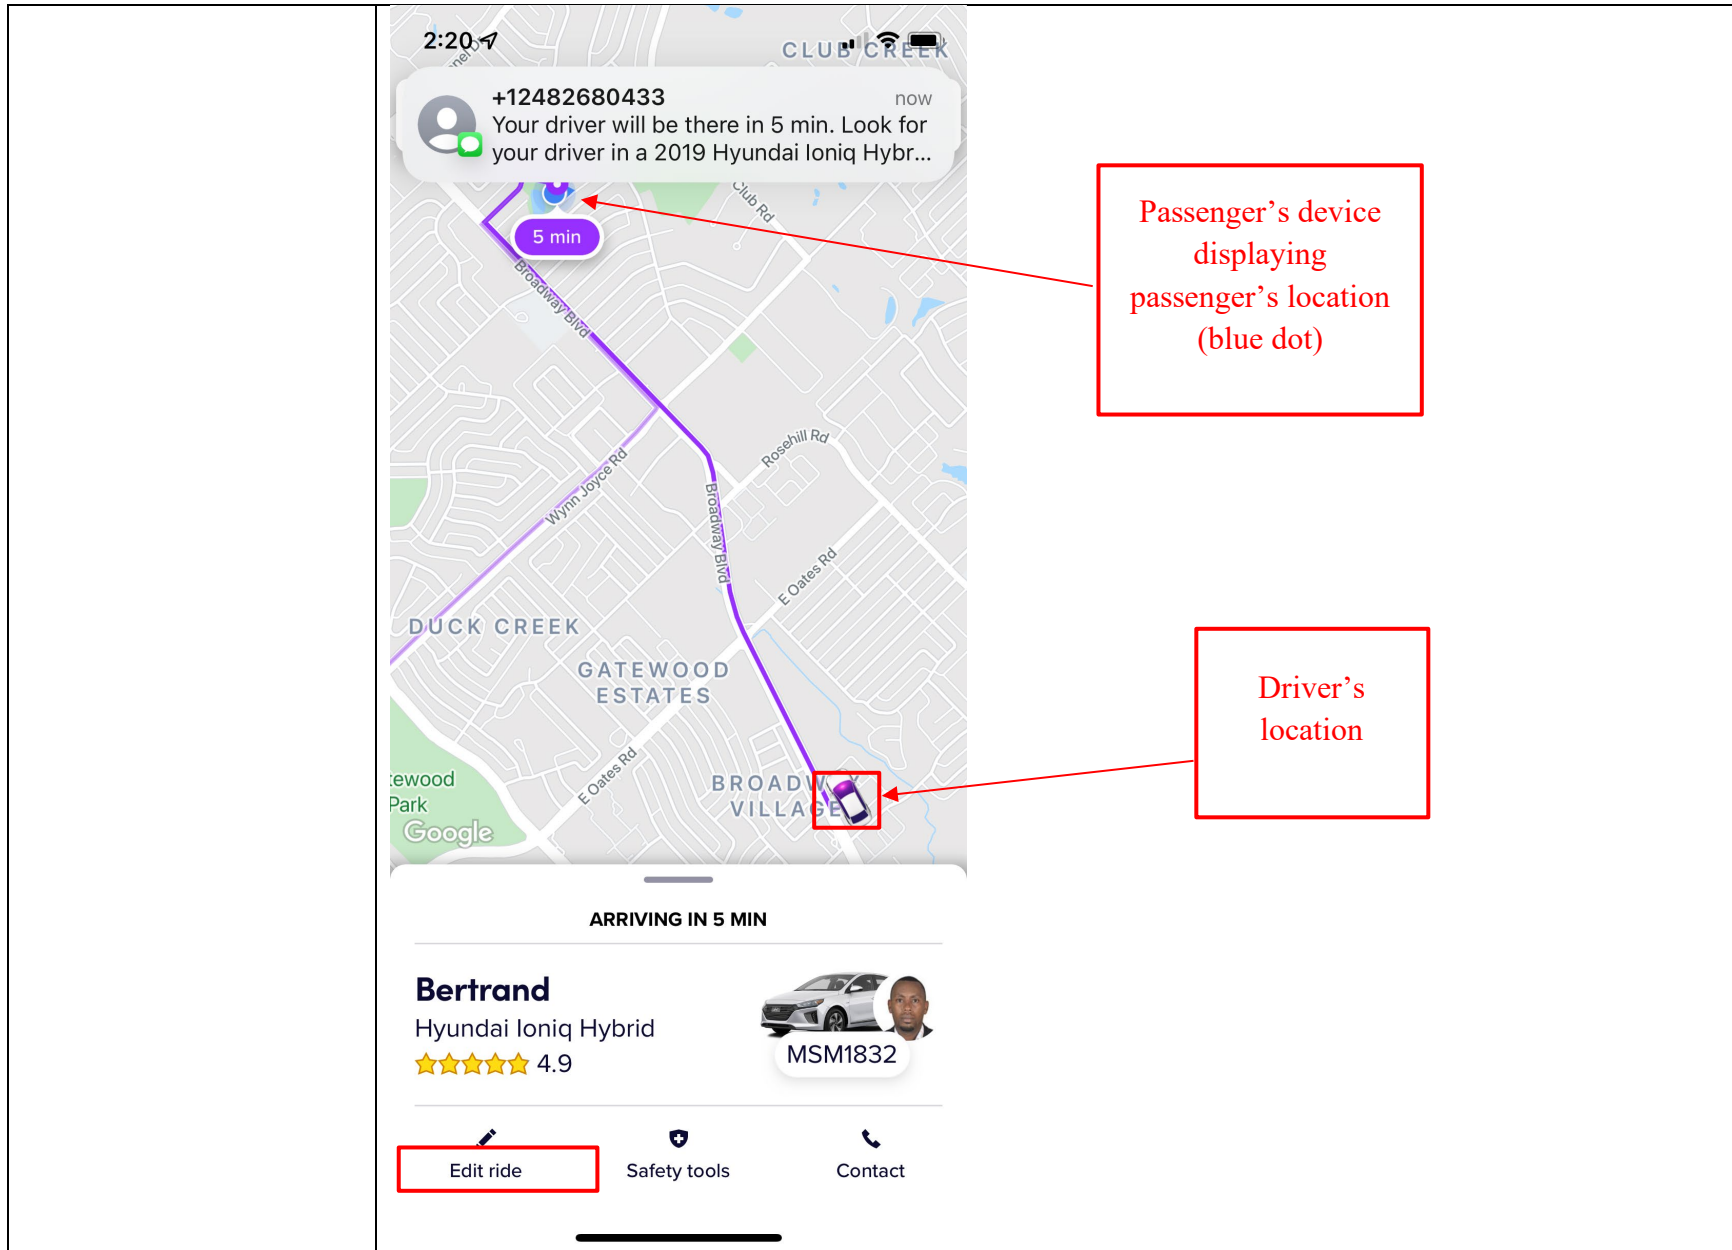 2:20
CLUB CREEK
+12482680433
now
Your driver will be there in 5 min. Look for
your driver in a 2019 Hyundai Ioniq Hybr...
Club Rd
5 min
Broadway Blvd
Passenger’s device
displaying
passenger’s location
(blue dot)
Rosehill Rd
Wynn Joyce Rd
Broadway Blvd
E Oates Rd
DUCK CREEK
GATEWOOD
ESTATES
Driver’s
location
E Oates Rd
tewood
Park
VILLAGE
Google
ARRIVING IN 5 MIN
Bertrand
Hyundai Ioniq Hybrid
4.9
MSM1832
Edit ride
Safety tools
Contact